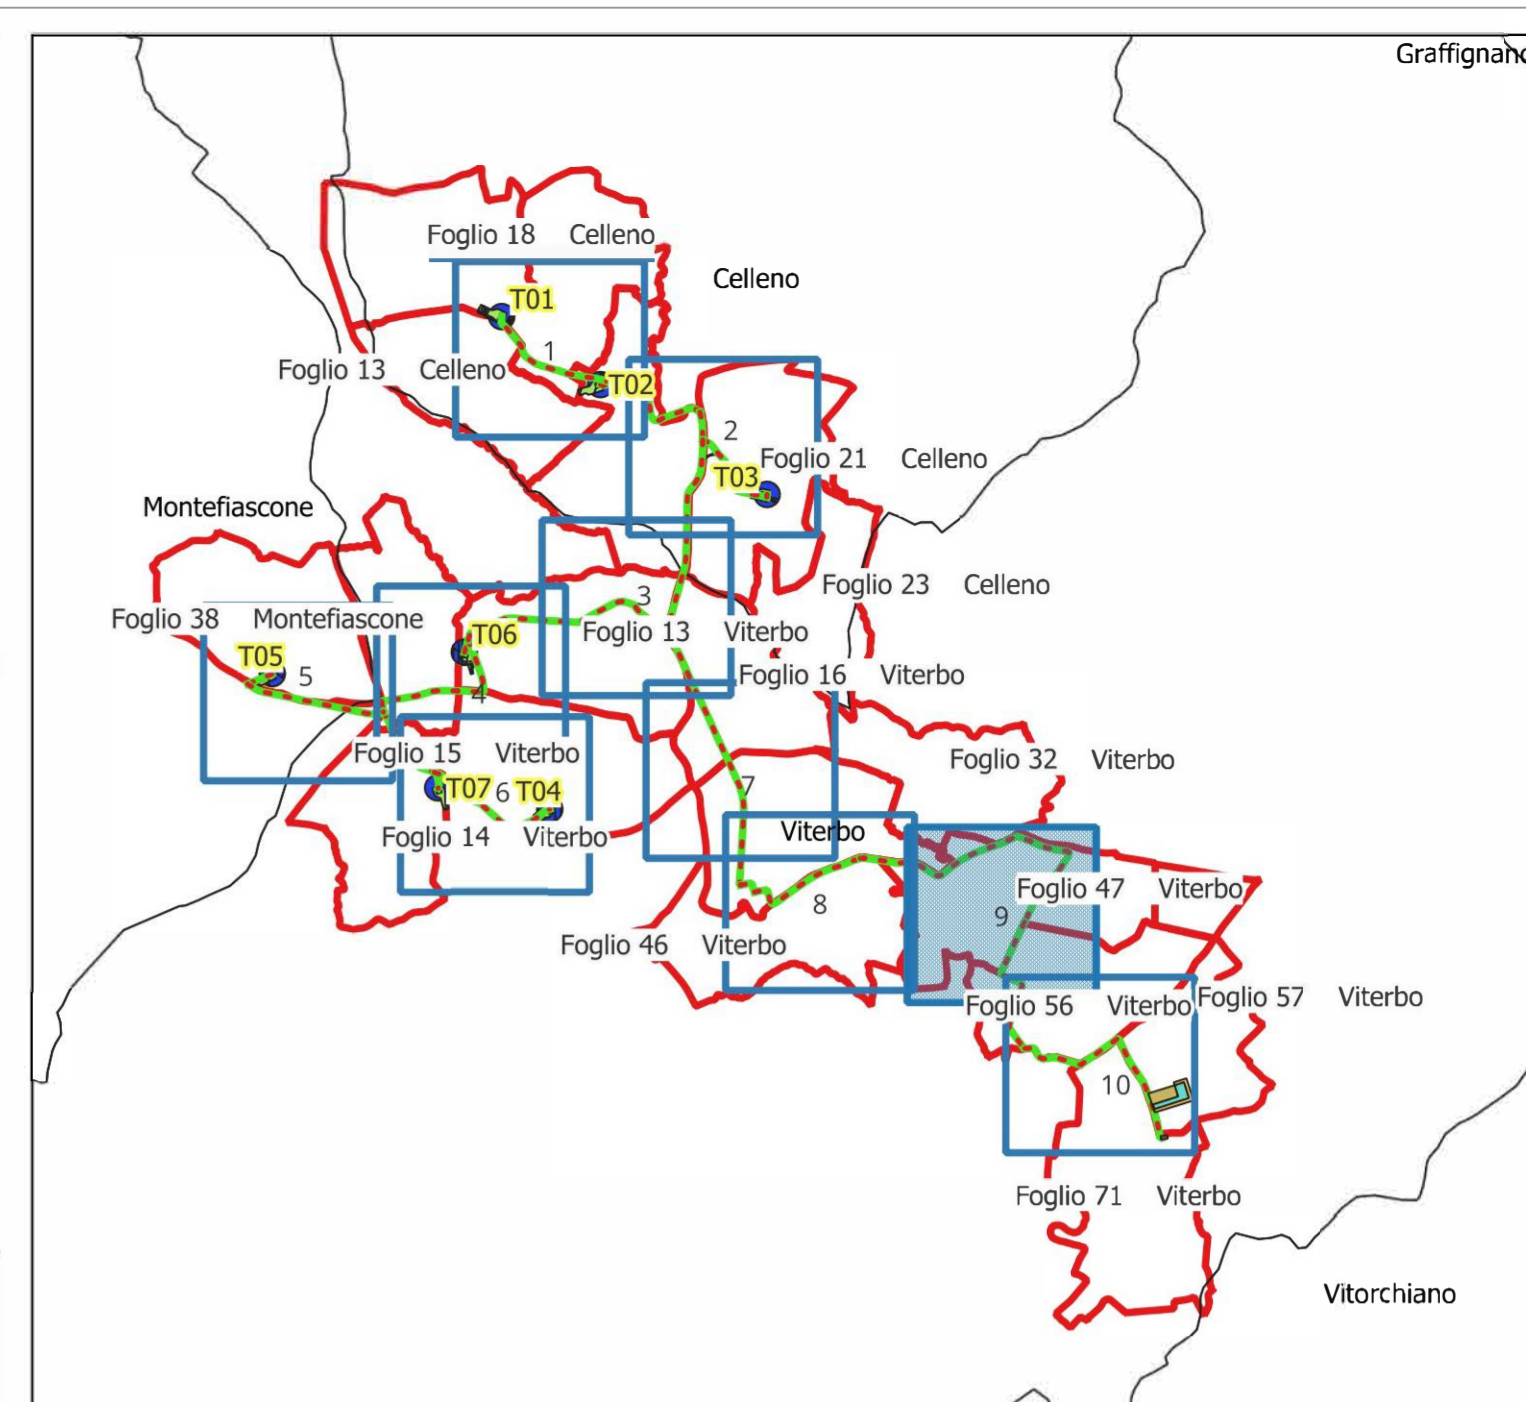 Graffignano
Foglio 18 Celleno
Celleno
T01
1
Foglio 13 Celleno
T02
2
Foglio 21 Celleno
T03
Montefiascone
Foglio 23 Celleno
3
Foglio 38 Montefiascone
T06
Foglio 13 Viterbo
T05
5
Foglio 16 Viterbo
4
Foglio 15 Viterbo
Foglio 32 Viterbo
T07 6 T04
7
Foglio 14 Viterbo
Viterbo
Foglio 47 Viterbo
8
9
Foglio 46 Viterbo
Foglio 56 Viterbo
Foglio 57 Viterbo
10
Foglio 71 Viterbo
Vitorchiano